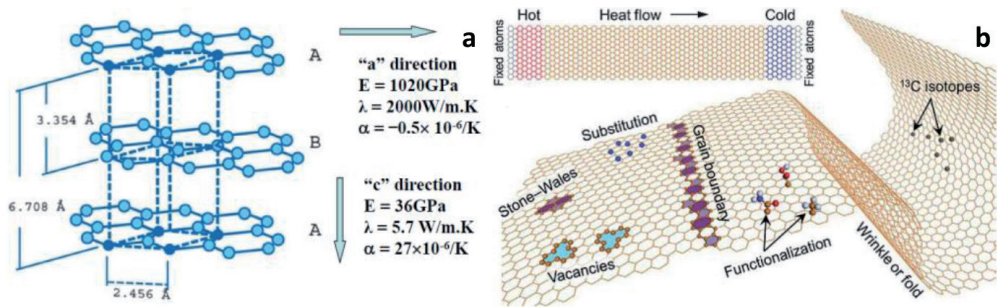 3.354 Å
6.708 Å
2.456 Å
A
B
A
a
“a” direction
E = 1020GPa
λ = 2000W/m.K
α = −0.5× 10⁻⁶/K
“c” direction
E = 36GPa
λ = 5.7 W/m.K
α = 27×10⁻⁶/K
b
Hot
Heat flow
Cold
Fixed atoms
Fixed atoms
¹³C isotopes
Substitution
Grain boundary
Stone–Wales
Vacancies
Functionalization
Wrinkle or fold